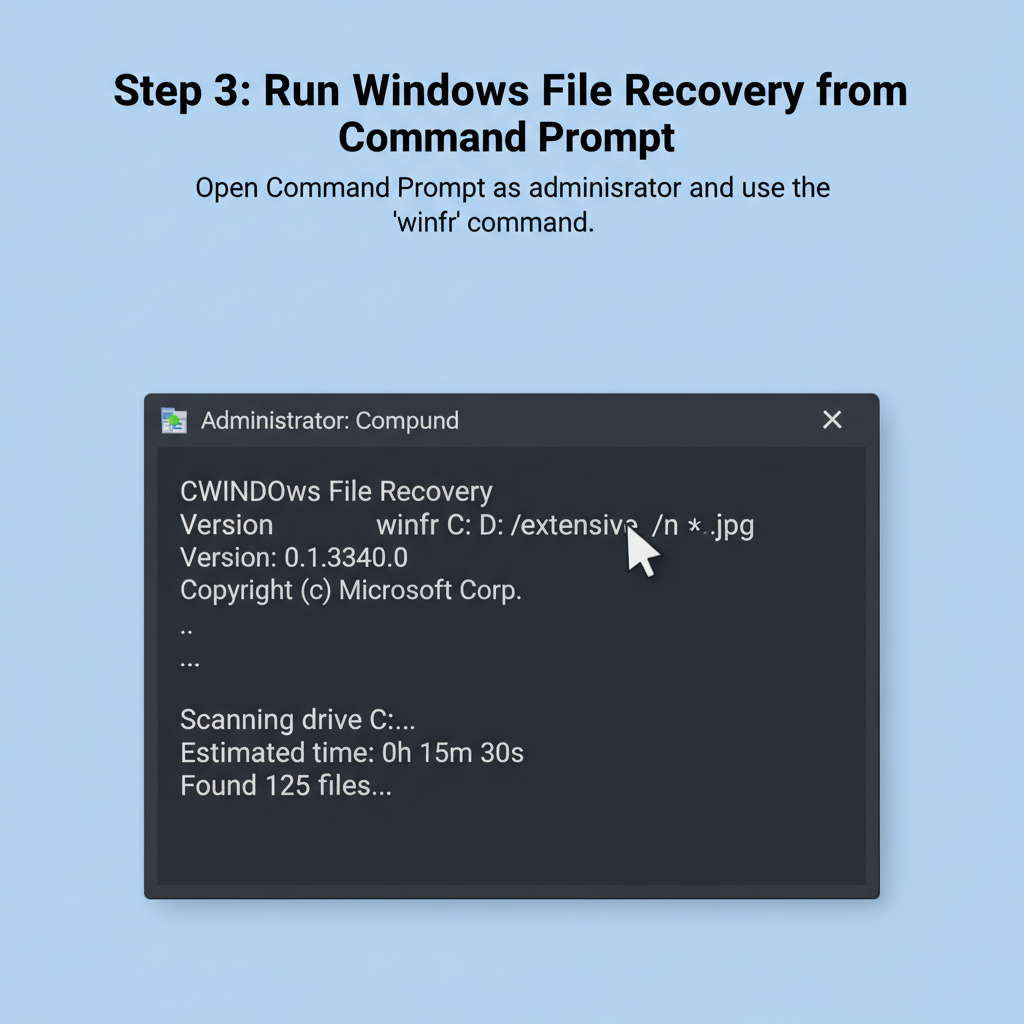 Step 3: Run Windows File Recovery from
Command Prompt
Open Command Prompt as adminisrator and use the
'winfr' command.
Administrator: Compund
CWINDOws File Recovery
Version winfr C: D: /extensive /n *.jpg
Version: 0.1.3340.0
Copyright (c) Microsoft Corp.
..
...
Scanning drive C:...
Estimated time: 0h 15m 30s
Found 125 files...